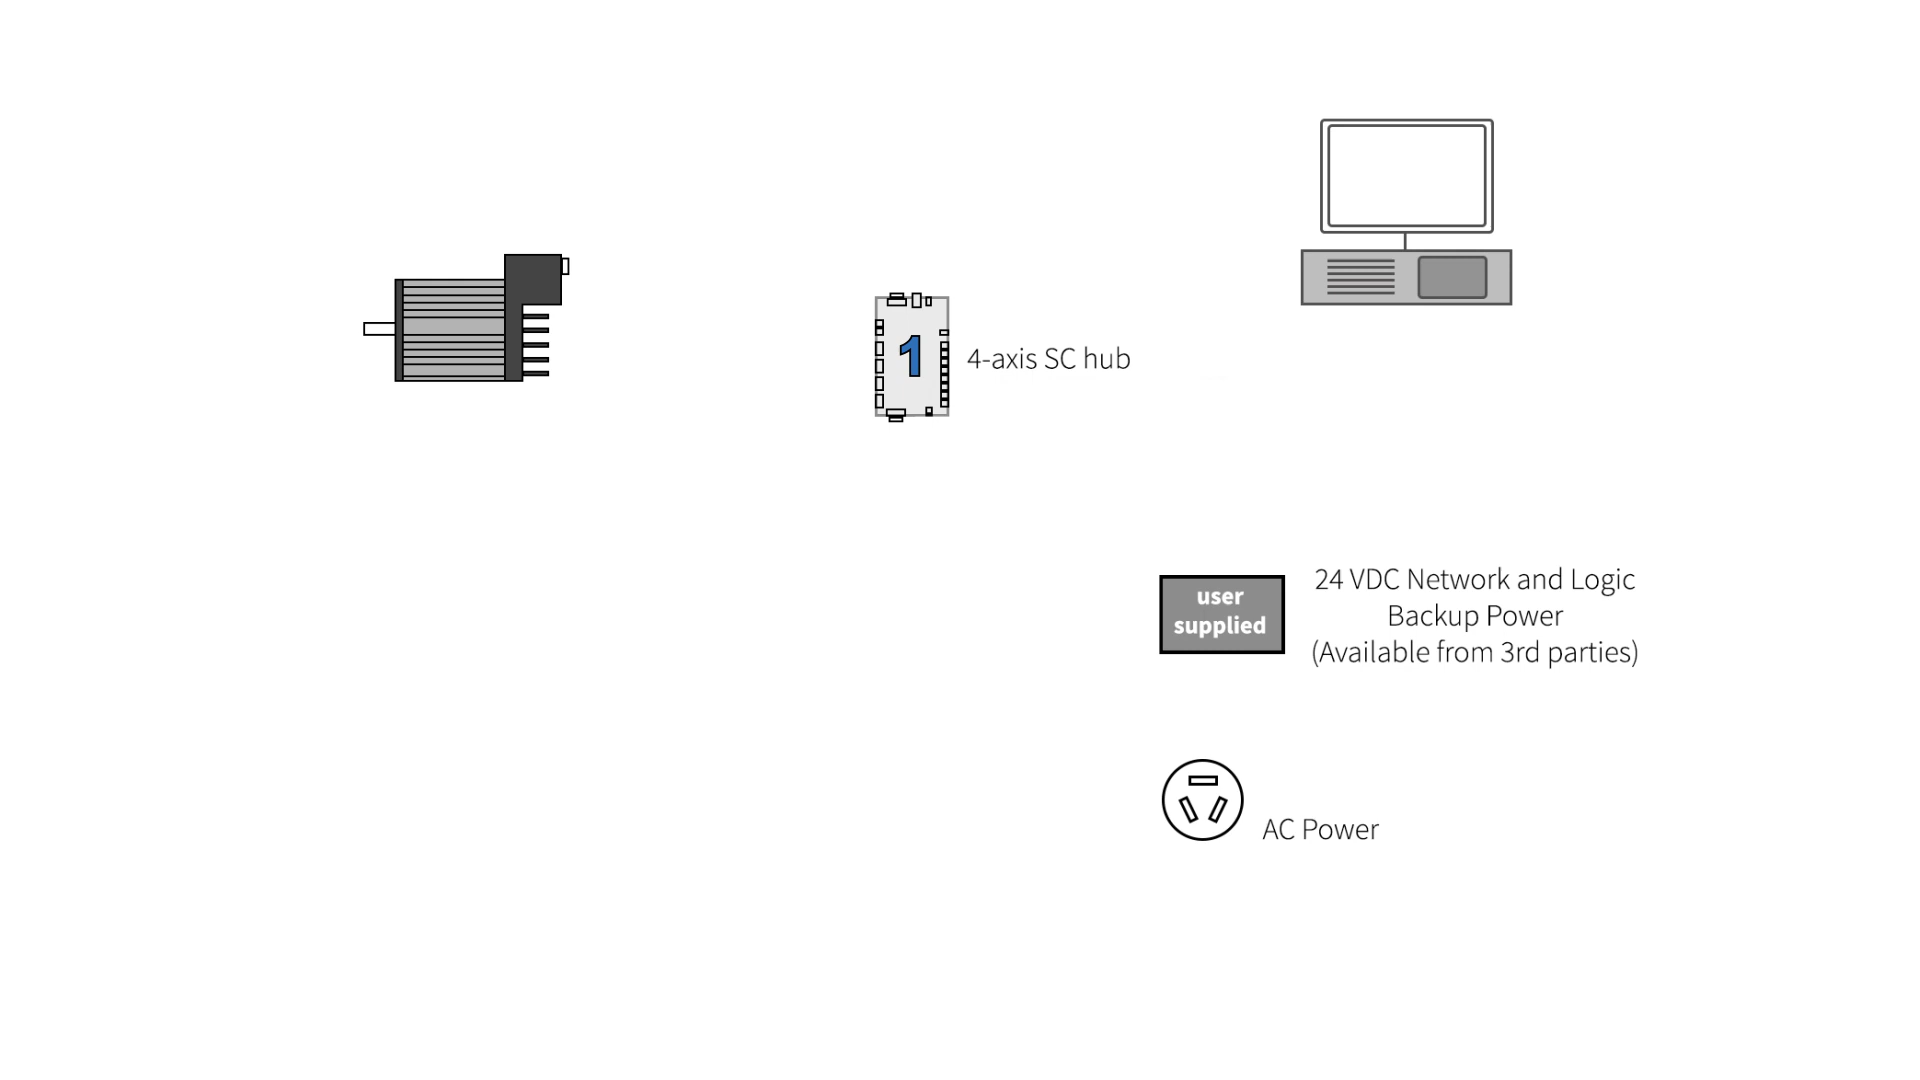 1
4-axis SC hub
user
supplied
24 VDC Network and Logic
Backup Power
(Available from 3rd parties)
AC Power